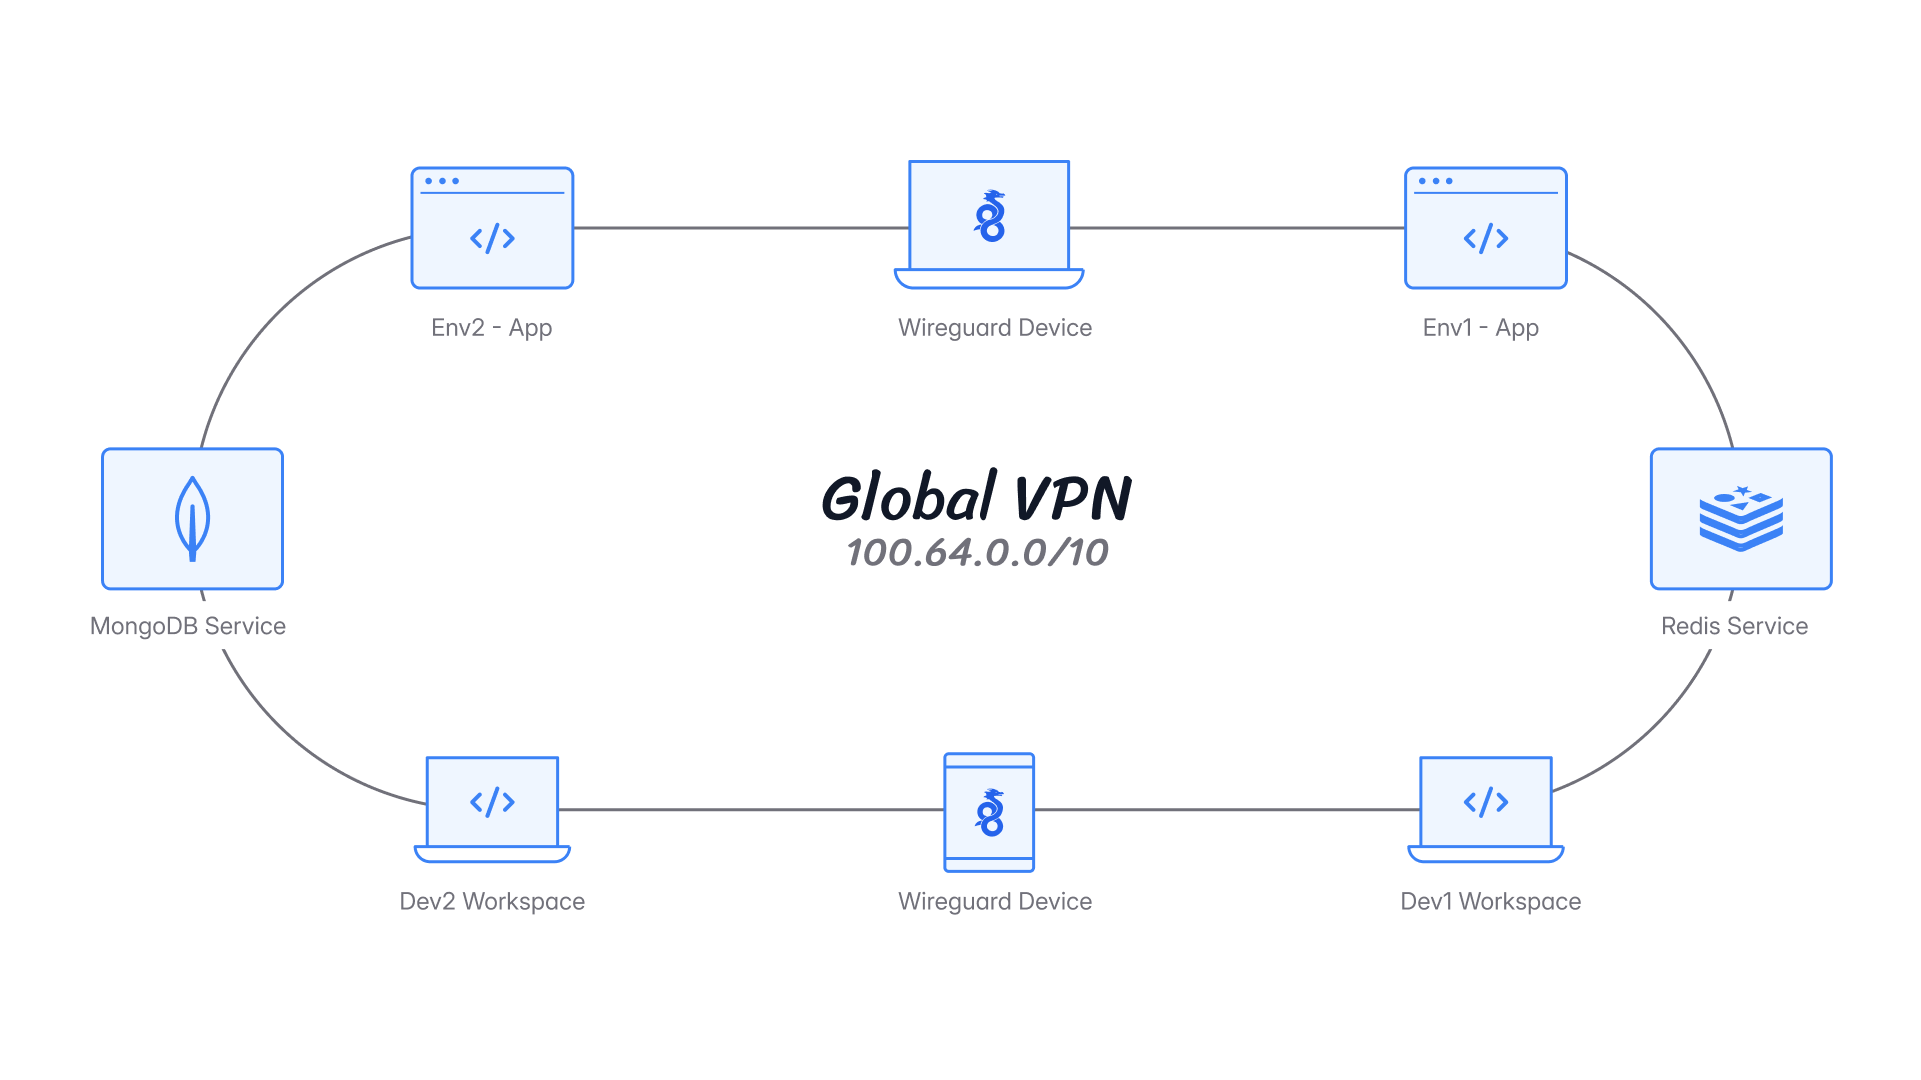 Env2 - App
Wireguard Device
Env1 - App
Global VPN
100.64.0.0/10
MongoDB Service
Redis Service
Dev2 Workspace
Wireguard Device
Dev1 Workspace